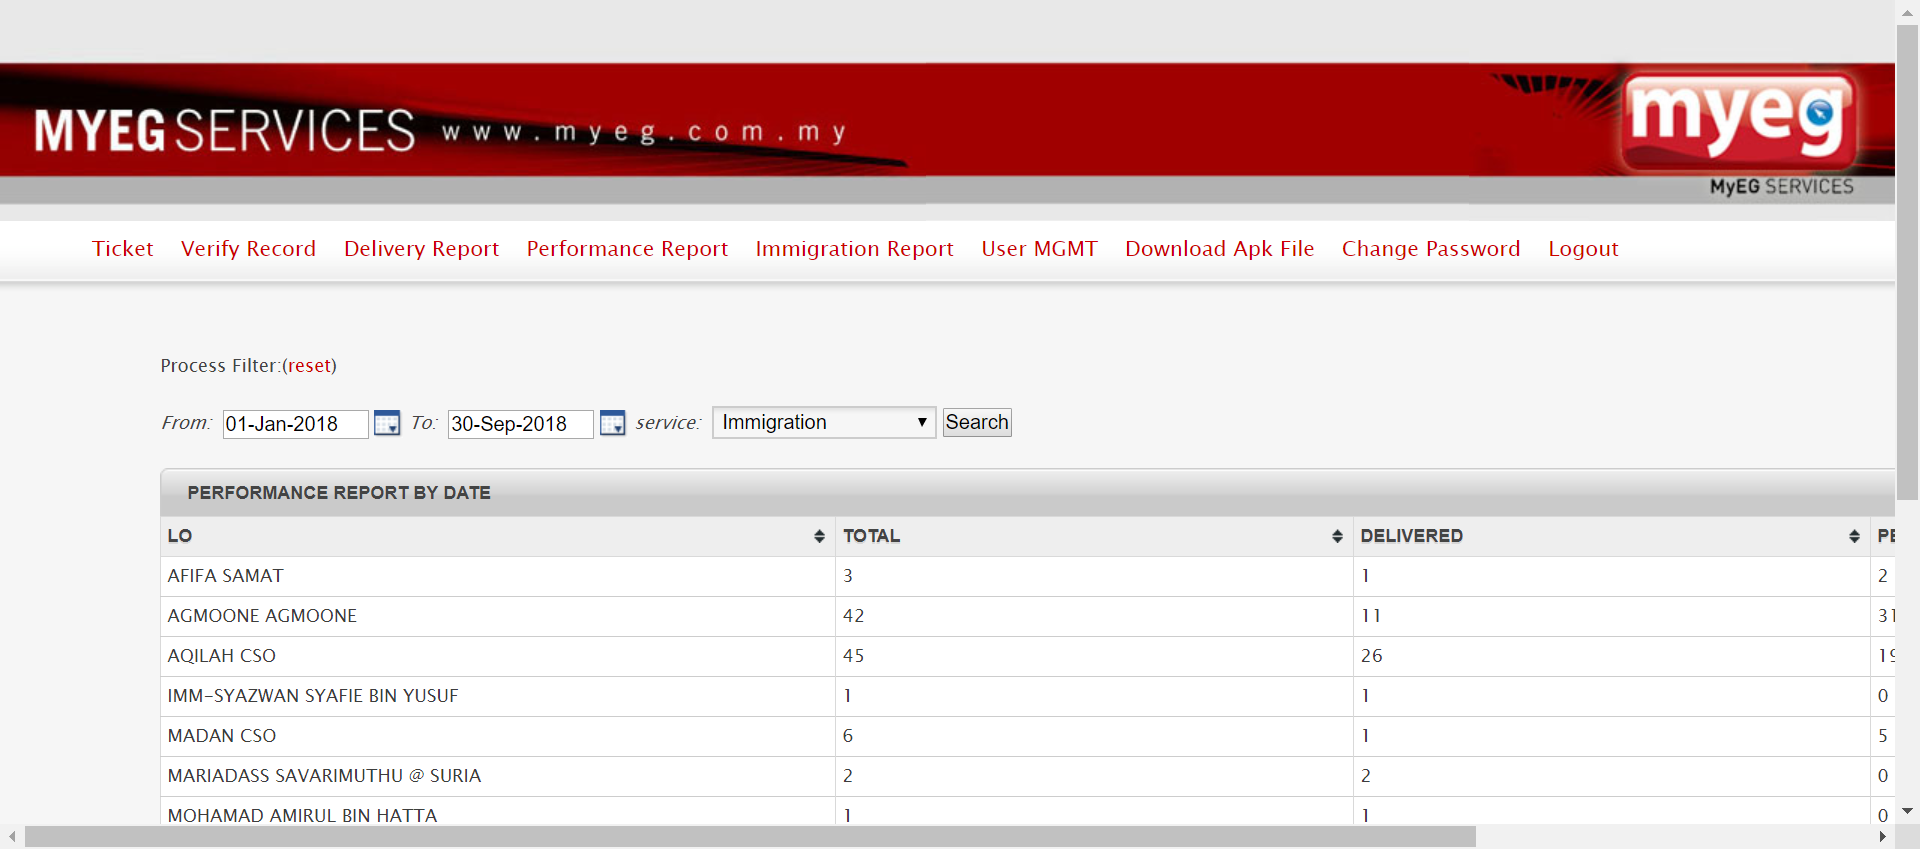 MYEG SERVICES www.myeg.com.my
myeg
MyEG SERVICES
Ticket Verify Record Delivery Report Performance Report Immigration Report User MGMT Download Apk File Change Password Logout
Process Filter:(reset)
From: 01-Jan-2018 To: 30-Sep-2018 service: Immigration Search
PERFORMANCE REPORT BY DATE
LO TOTAL DELIVERED
AFIFA SAMAT 3 1 2
AGMOONE AGMOONE 42 11 31
AQILAH CSO 45 26 19
IMM-SYAZWAN SYAFIE BIN YUSUF 1 1 0
MADAN CSO 6 1 5
MARIADASS SAVARIMUTHU @ SURIA 2 2 0
MOHAMAD AMIRUL BIN HATTA 1 1 0